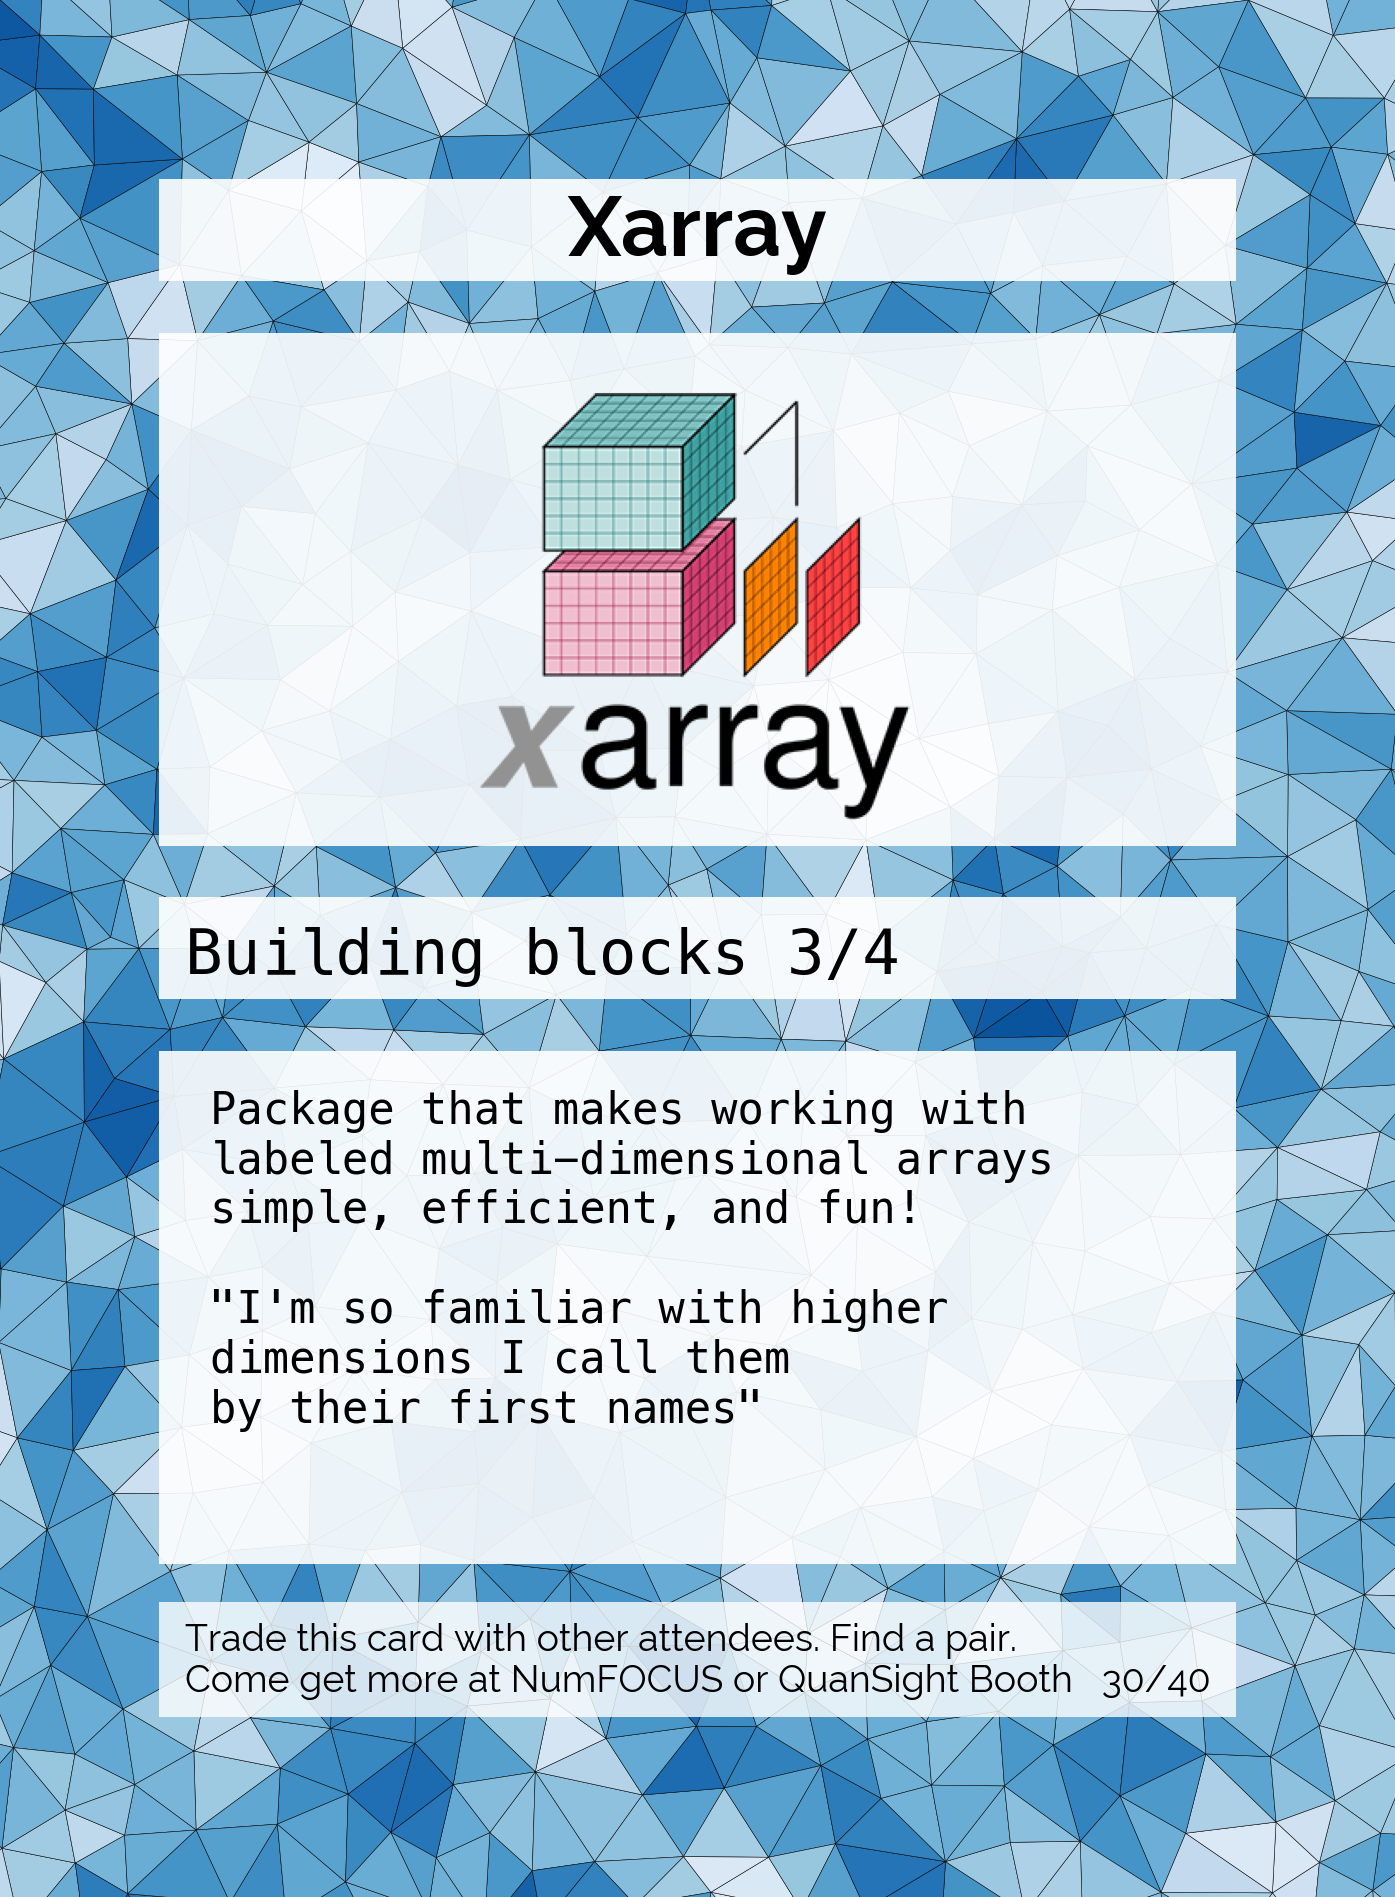 Xarray
xarray
Building blocks 3/4
Package that makes working with
labeled multi–dimensional arrays
simple, efficient, and fun!
"I'm so familiar with higher
dimensions I call them
by their first names"
Trade this card with other attendees. Find a pair.
Come get more at NumFOCUS or QuanSight Booth 30/40